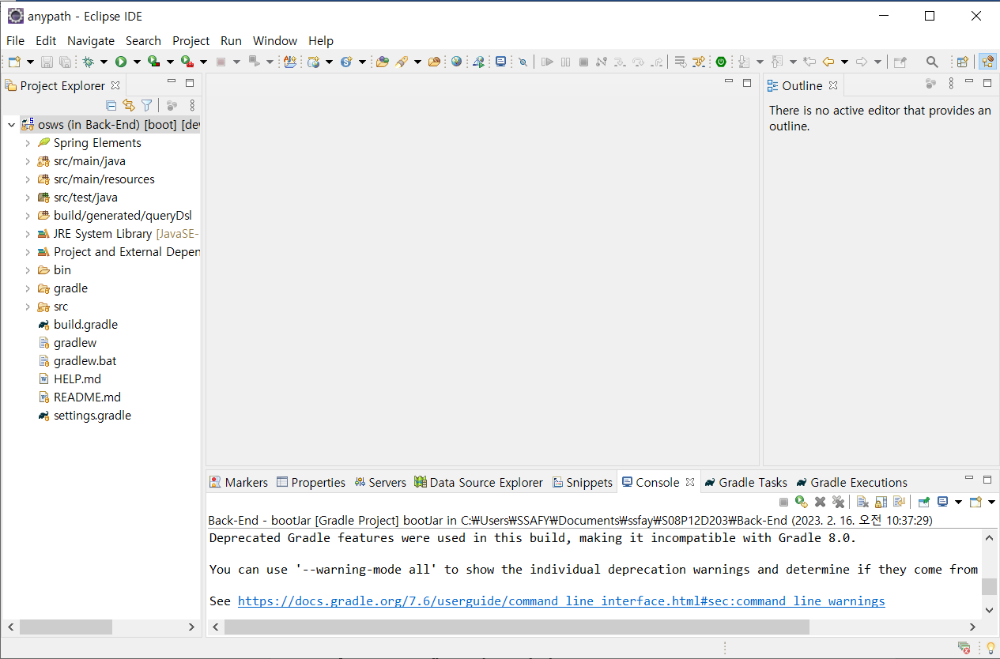 anypath - Eclipse IDE
File Edit Navigate Search Project Run Window Help
Project Explorer
osws (in Back-End) [boot] [de
Spring Elements
src/main/java
src/main/resources
src/test/java
build/generated/queryDsl
JRE System Library [JavaSE-
Project and External Depen
bin
gradle
src
build.gradle
gradlew
gradlew.bat
HELP.md
README.md
settings.gradle
Outline
There is no active editor that provides an
outline.
Markers Properties Servers Data Source Explorer Snippets Console Gradle Tasks Gradle Executions
Back-End - bootJar [Gradle Project] bootJar in C:₩Users₩SSAFY₩Documents₩ssfay₩S08P12D203₩Back-End (2023. 2. 16. 오전 10:37:29)
Deprecated Gradle features were used in this build, making it incompatible with Gradle 8.0.
You can use '--warning-mode all' to show the individual deprecation warnings and determine if they come from
See https://docs.gradle.org/7.6/userguide/command_line_interface.html#sec:command_line_warnings